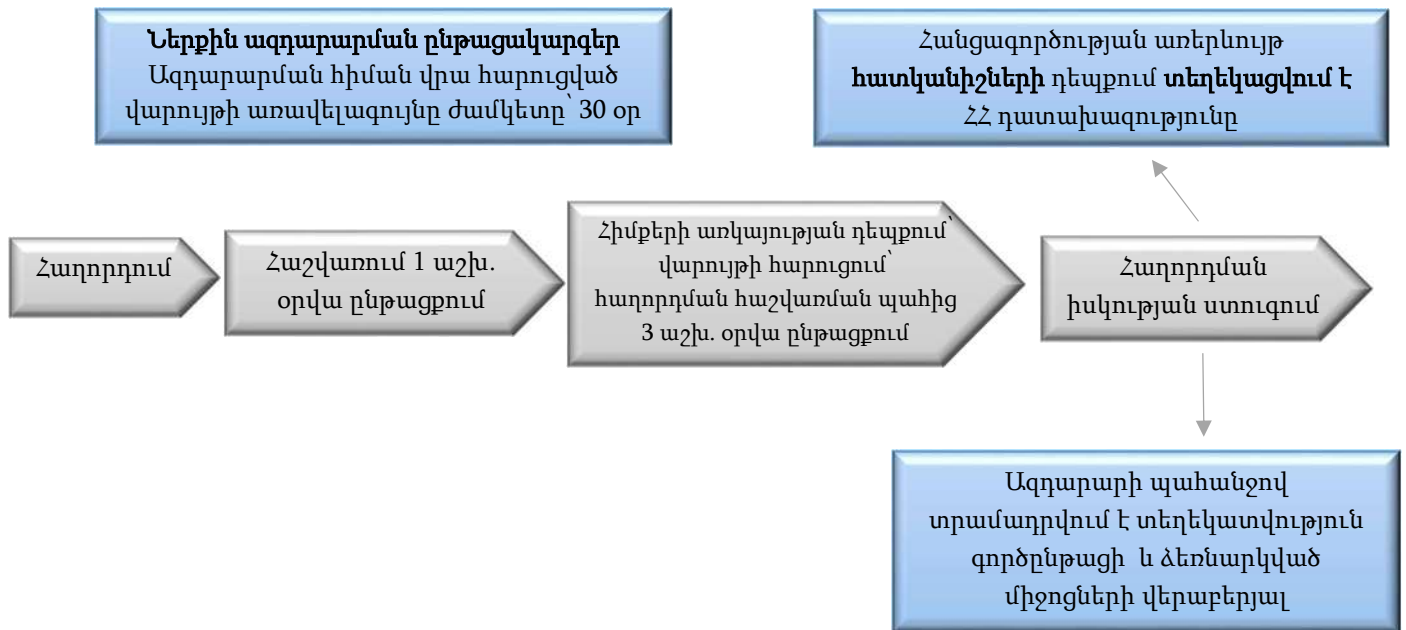 Ներքին ազդարարման ընթացակարգեր
Ազդարարման հիման վրա հարուցված
վարույթի առավելագույնը ժամկետը՝ 30 օր
Հանցագործության առերևույթ
հատկանիշների դեպքում տեղեկացվում է
ՀՀ դատախազությունը
Հաղորդում
Հաշվառում 1 աշխ.
օրվա ընթացքում
Հիմքերի առկայության դեպքում՝
վարույթի հարուցում՝
հաղորդման հաշվառման պահից
3 աշխ. օրվա ընթացքում
Հաղորդման
իսկության ստուգում
Ազդարարի պահանջով
տրամադրվում է տեղեկատվություն
գործընթացի և ձեռնարկված
միջոցների վերաբերյալ